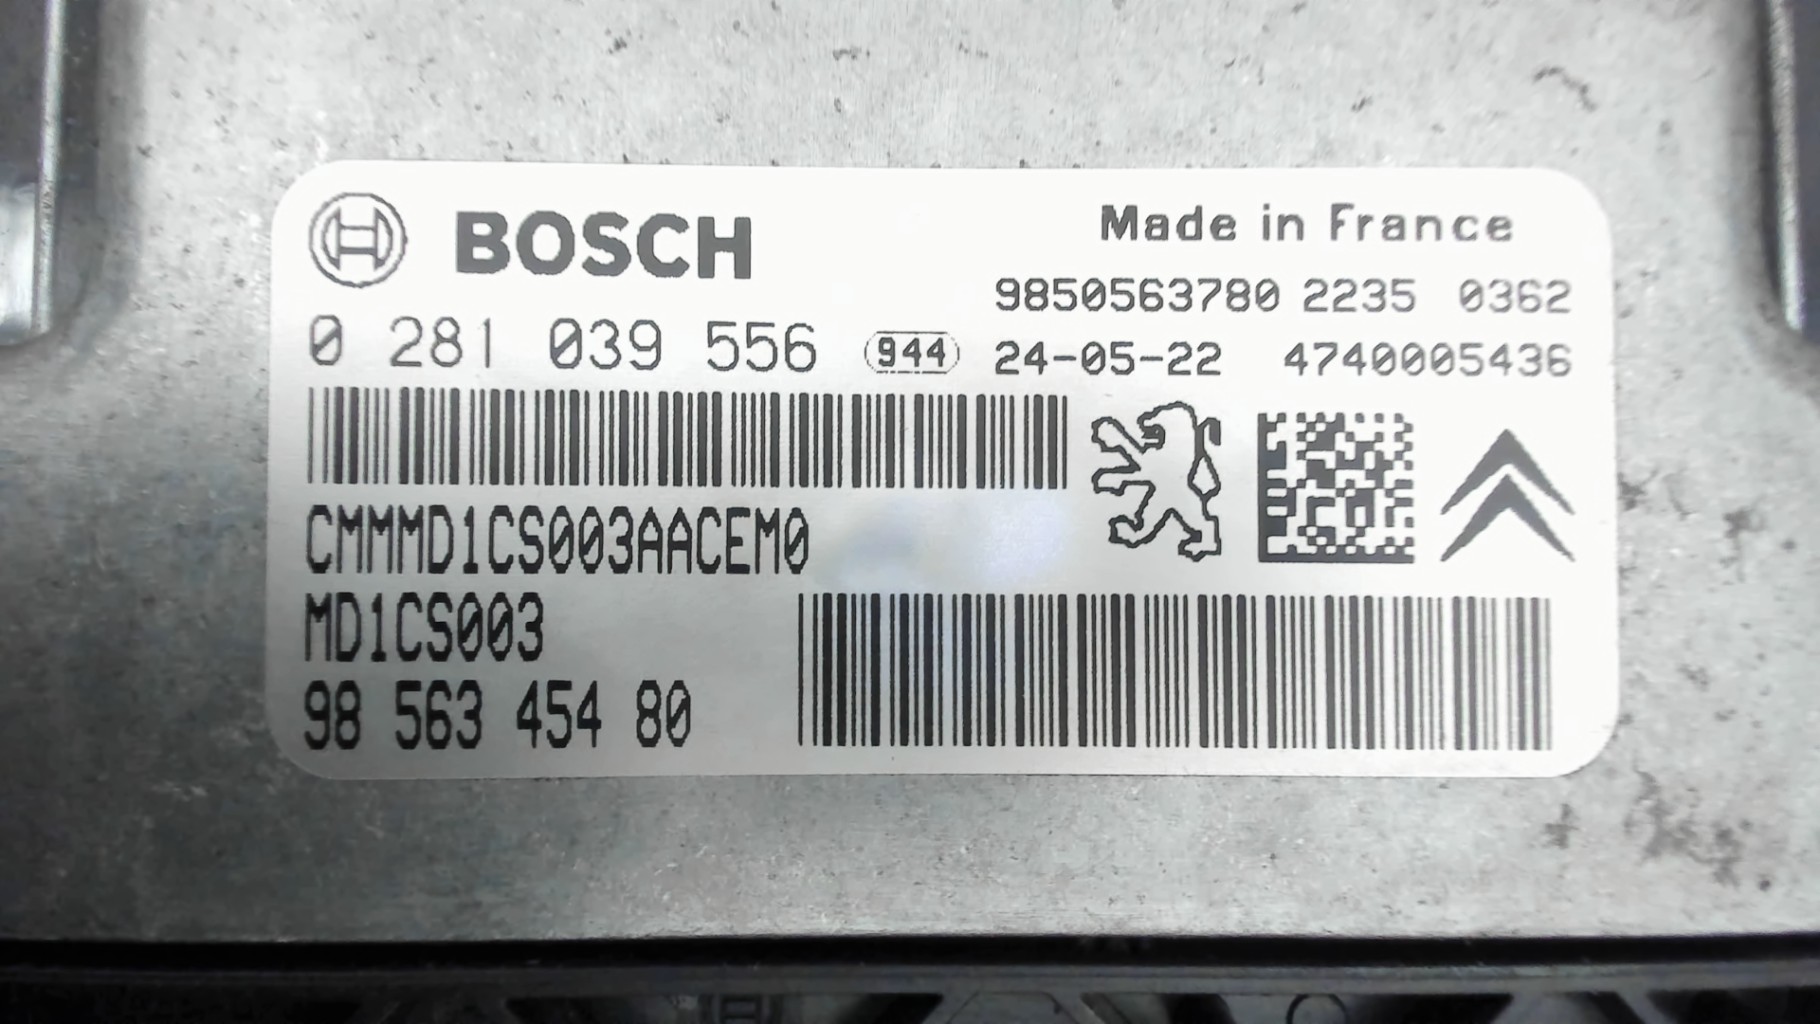 BOSCH
Made in France
9850563780 2235 0362
0 281 039 556 944 24-05-22 4740005436
CMMMD1CS003AACEM0
MD1CS003
98 563 454 80